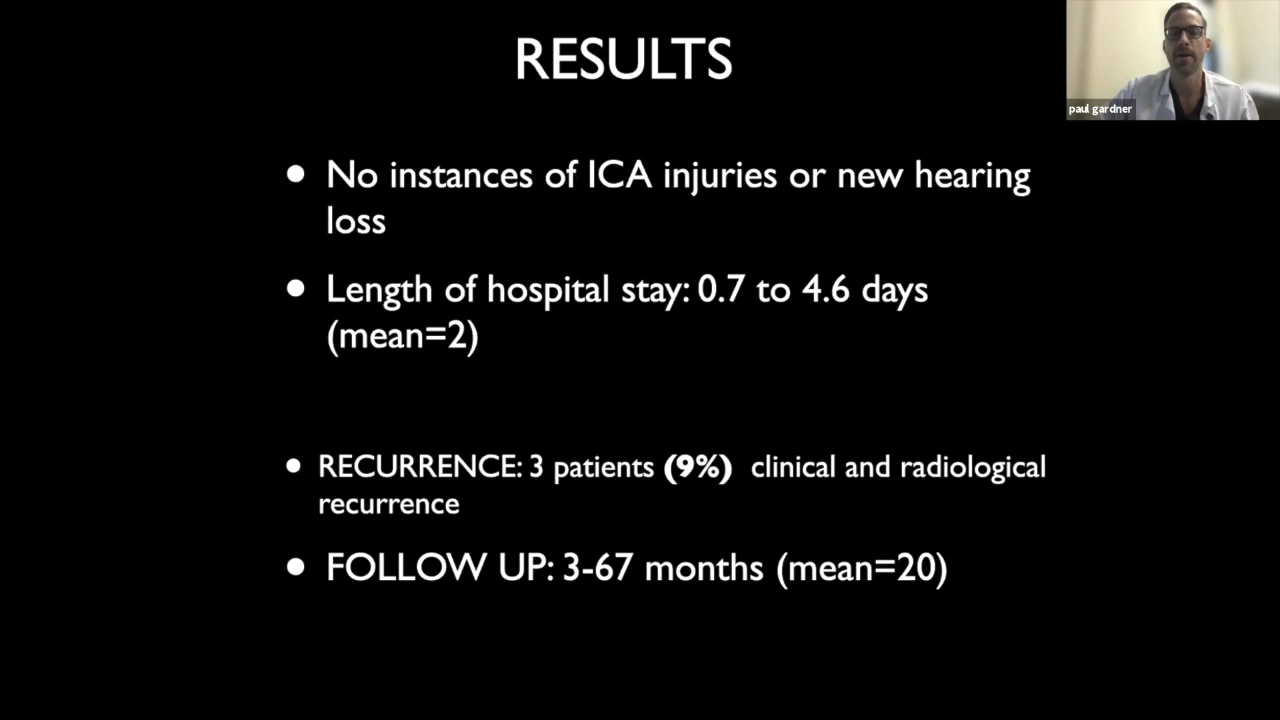 RESULTS
paul gardner
• No instances of ICA injuries or new hearing
loss
• Length of hospital stay: 0.7 to 4.6 days
(mean=2)
• RECURRENCE: 3 patients (9%) clinical and radiological
recurrence
• FOLLOW UP: 3-67 months (mean=20)